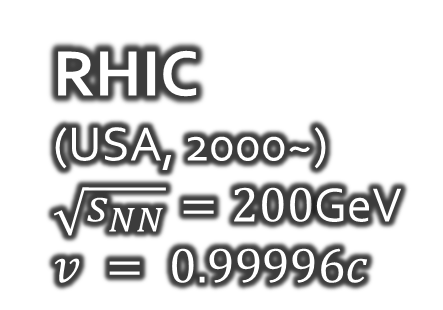 RHIC
(USA, 2000~)
√s_NN = 200GeV
v = 0.99996c